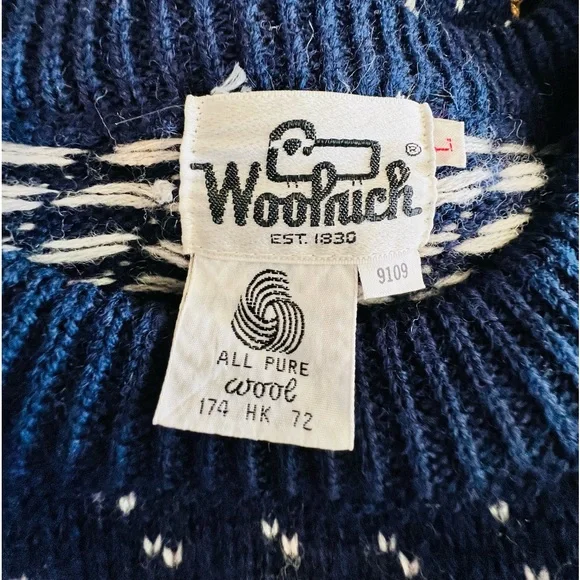 Woolrich
®
L
EST. 1830
9109
ALL PURE
wool
174 HK 72